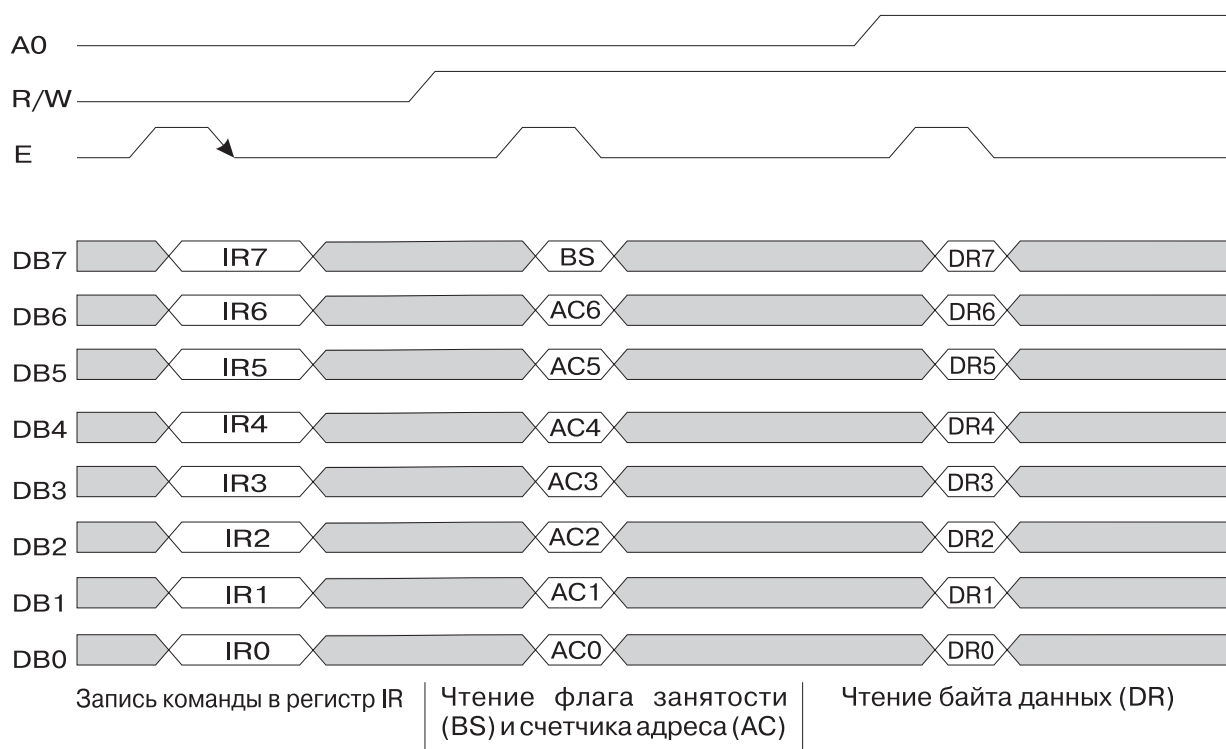 A0
R/W
E
DB7 IR7 BS DR7
DB6 IR6 AC6 DR6
DB5 IR5 AC5 DR5
DB4 IR4 AC4 DR4
DB3 IR3 AC3 DR3
DB2 IR2 AC2 DR2
DB1 IR1 AC1 DR1
DB0 IR0 AC0 DR0
Запись команды в регистр IR
Чтение флага занятости
(BS) и счетчика адреса (AC)
Чтение байта данных (DR)